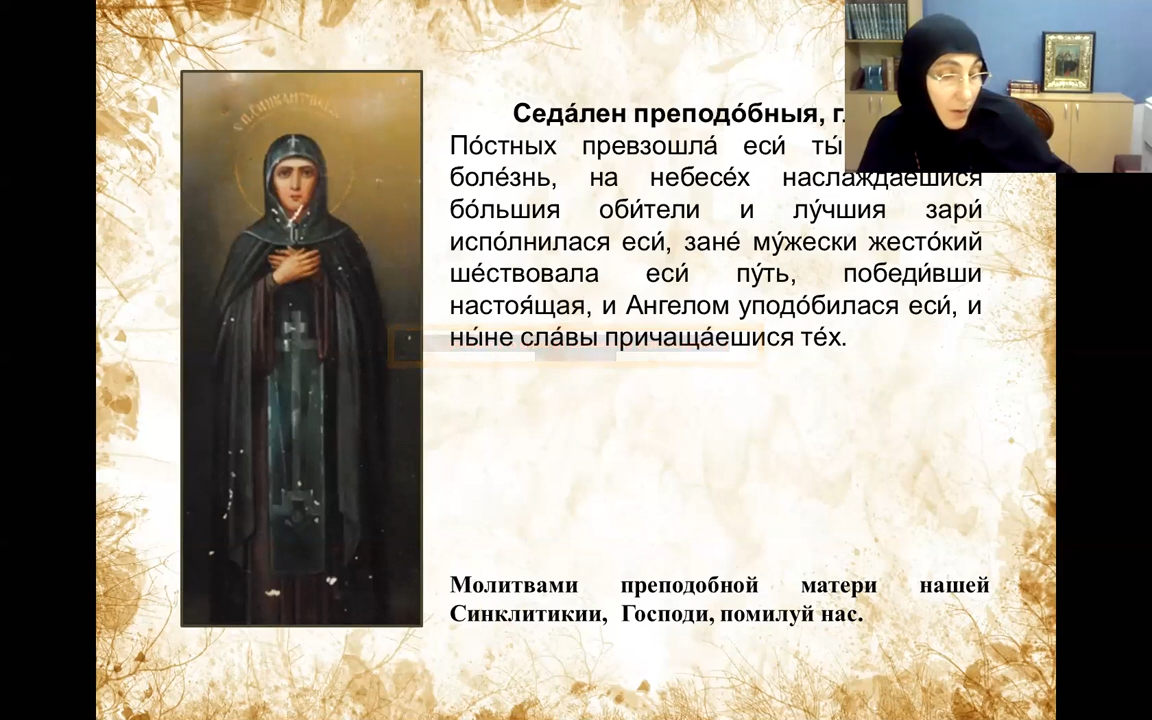 Седа́лен преподо́бныя,
По́стных превзошла́ еси́ ты́
боле́знь, на небесе́х наслажда́ешися
бо́льшия оби́тели и лу́чшия зари́
испо́лнилася еси́, зане́ му́жески жесто́кий
ше́ствовала еси́ пу́ть, победи́вши
настоя́щая, и Ангелом уподо́билася еси́, и
ны́не сла́вы причаща́ешися те́х.
Молитвами преподобной матери нашей
Синклитикии, Господи, помилуй нас.